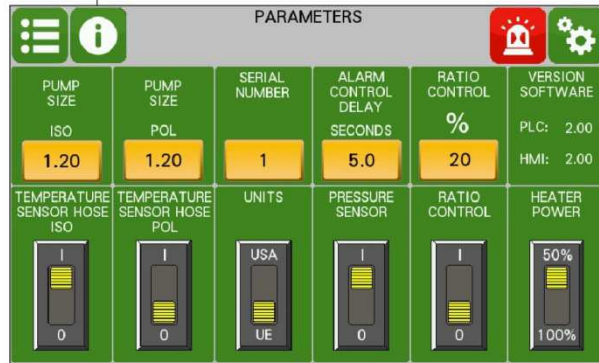 PARAMETERS
PUMP
SIZE
ISO
1.20
PUMP
SIZE
POL
1.20
SERIAL
NUMBER
1
ALARM
CONTROL
DELAY
SECONDS
5.0
RATIO
CONTROL
%
20
VERSION
SOFTWARE
PLC: 2.00
HMI: 2.00
TEMPERATURE
SENSOR HOSE
ISO
I
0
TEMPERATURE
SENSOR HOSE
POL
I
0
UNITS
USA
UE
PRESSURE
SENSOR
I
0
RATIO
CONTROL
I
0
HEATER
POWER
50%
100%